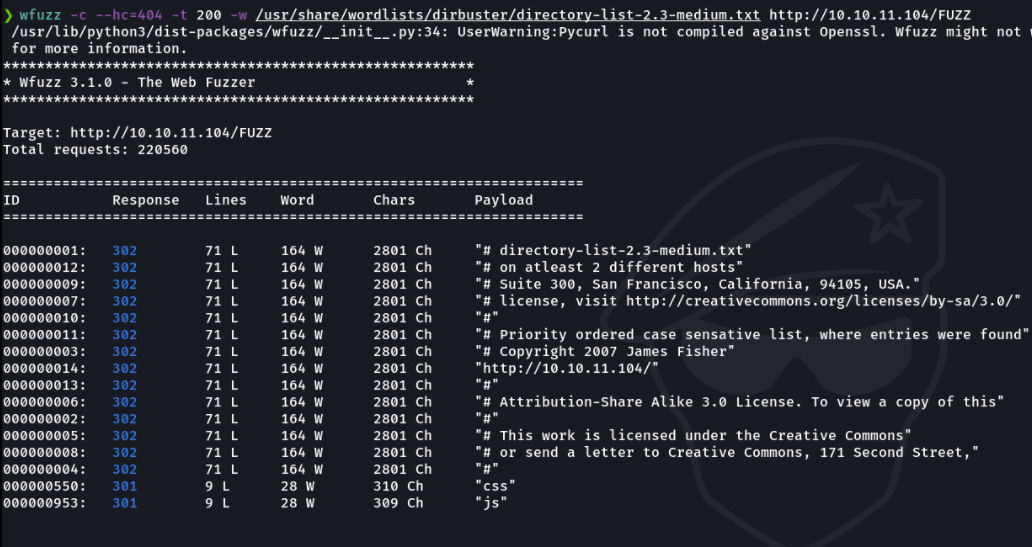 ❯ wfuzz -c --hc=404 -t 200 -w /usr/share/wordlists/dirbuster/directory-list-2.3-medium.txt http://10.10.11.104/FUZZ
/usr/lib/python3/dist-packages/wfuzz/__init__.py:34: UserWarning:Pycurl is not compiled against Openssl. Wfuzz might not
for more information.
********************************************************
* Wfuzz 3.1.0 - The Web Fuzzer                         *
********************************************************
Target: http://10.10.11.104/FUZZ
Total requests: 220560
=====================================================================
ID           Response   Lines    Word       Chars       Payload
=====================================================================
000000001:   302        71 L     164 W      2801 Ch     "# directory-list-2.3-medium.txt"
000000012:   302        71 L     164 W      2801 Ch     "# on atleast 2 different hosts"
000000009:   302        71 L     164 W      2801 Ch     "# Suite 300, San Francisco, California, 94105, USA."
000000007:   302        71 L     164 W      2801 Ch     "# license, visit http://creativecommons.org/licenses/by-sa/3.0/"
000000010:   302        71 L     164 W      2801 Ch     "#"
000000011:   302        71 L     164 W      2801 Ch     "# Priority ordered case sensative list, where entries were found"
000000003:   302        71 L     164 W      2801 Ch     "# Copyright 2007 James Fisher"
000000014:   302        71 L     164 W      2801 Ch     "http://10.10.11.104/"
000000013:   302        71 L     164 W      2801 Ch     "#"
000000006:   302        71 L     164 W      2801 Ch     "# Attribution-Share Alike 3.0 License. To view a copy of this"
000000002:   302        71 L     164 W      2801 Ch     "#"
000000005:   302        71 L     164 W      2801 Ch     "# This work is licensed under the Creative Commons"
000000008:   302        71 L     164 W      2801 Ch     "# or send a letter to Creative Commons, 171 Second Street,"
000000004:   302        71 L     164 W      2801 Ch     "#"
000000550:   301        9 L      28 W       310 Ch      "css"
000000953:   301        9 L      28 W       309 Ch      "js"